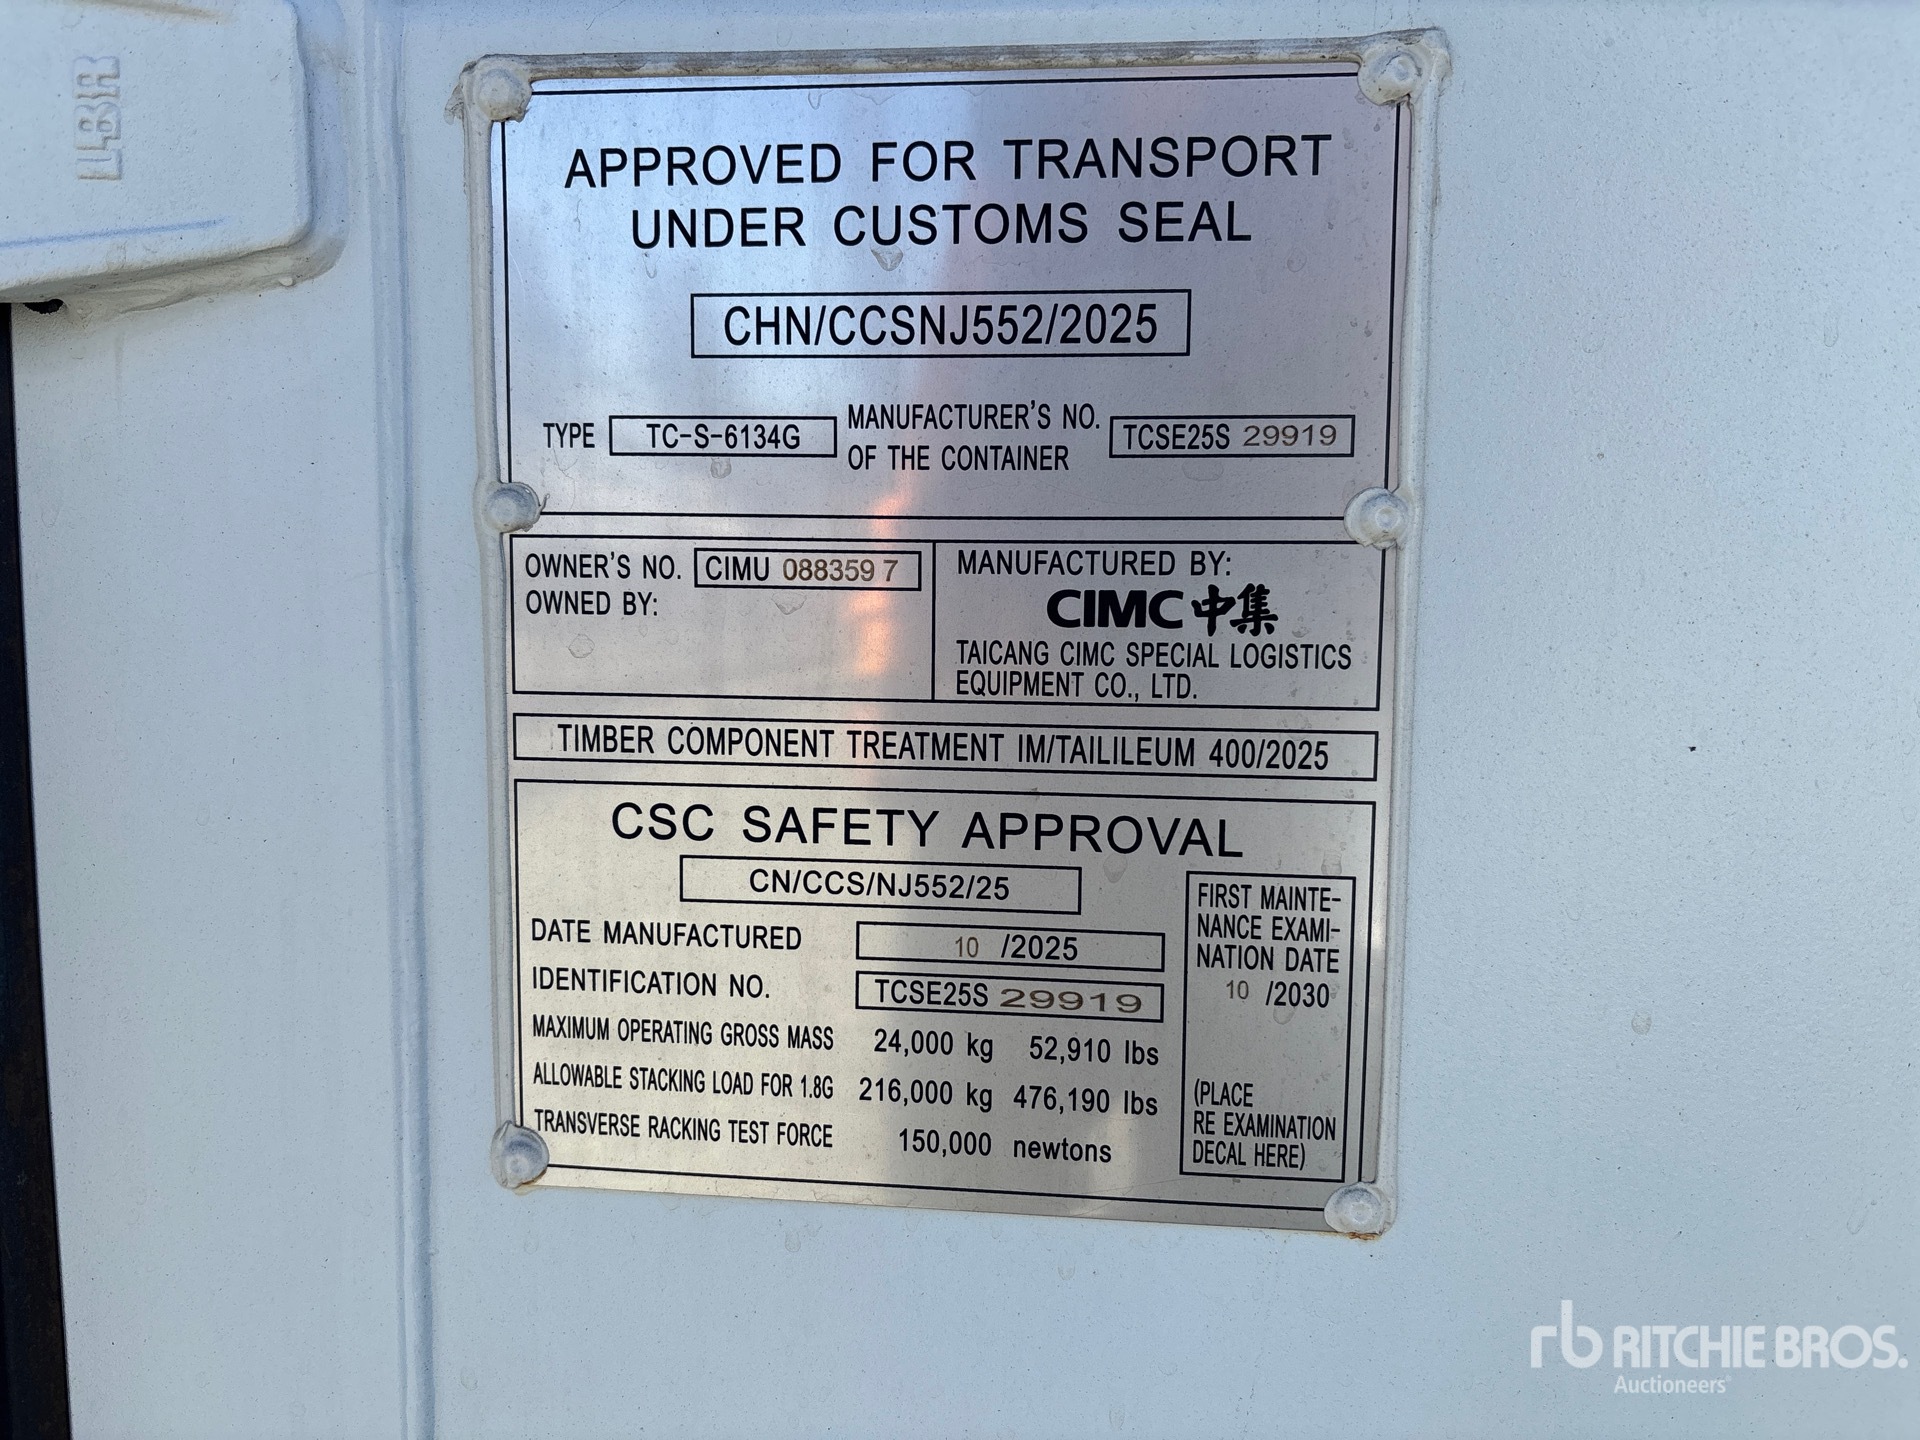 LBR
APPROVED FOR TRANSPORT
UNDER CUSTOMS SEAL
CHN/CCSNJ552/2025
TYPE TC-S-6134G MANUFACTURER'S NO.
OF THE CONTAINER TCSE25S 29919
OWNER'S NO. CIMU 088359 7
OWNED BY:
MANUFACTURED BY:
CIMC 中集
TAICANG CIMC SPECIAL LOGISTICS
EQUIPMENT CO., LTD.
TIMBER COMPONENT TREATMENT IM/TAILILEUM 400/2025
CSC SAFETY APPROVAL
CN/CCS/NJ552/25
DATE MANUFACTURED 10 /2025
IDENTIFICATION NO. TCSE25S 29919
MAXIMUM OPERATING GROSS MASS 24,000 kg 52,910 lbs
ALLOWABLE STACKING LOAD FOR 1.8G 216,000 kg 476,190 lbs
TRANSVERSE RACKING TEST FORCE 150,000 newtons
FIRST MAINTE-
NANCE EXAMI-
NATION DATE
10 /2030
(PLACE
RE EXAMINATION
DECAL HERE)
rb RITCHIE BROS.
Auctioneers